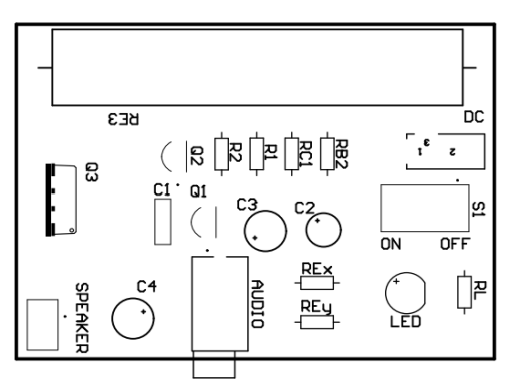 RE3
DC
3
1 2
Q3
Q2
R2
R1
RC1
RB2
C1
Q1
C3
C2
S1
ON OFF
REx
REy
LED
RL
AUDIO
C4
SPEAKER